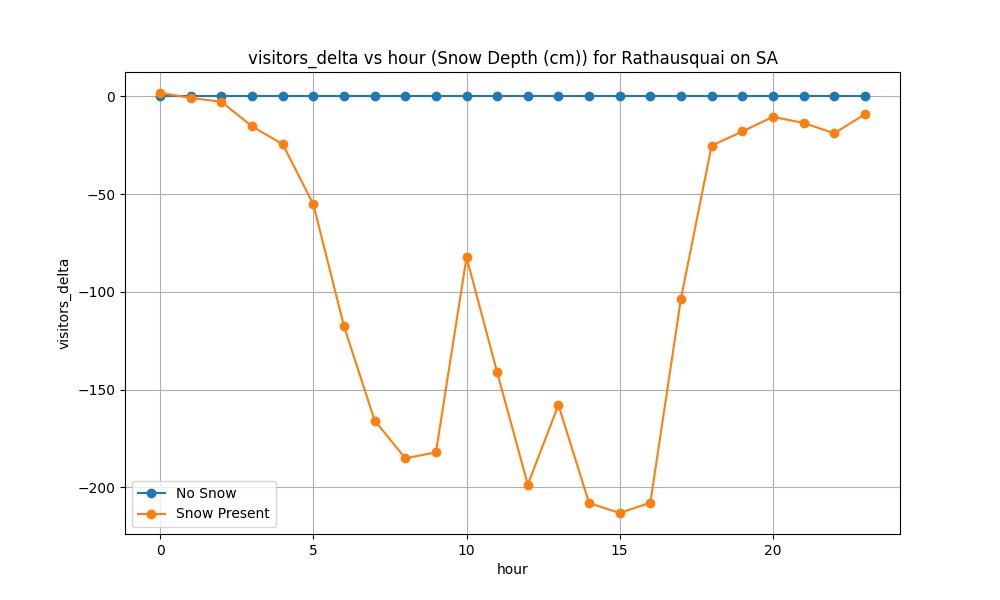 visitors_delta vs hour (Snow Depth (cm)) for Rathausquai on SA
visitors_delta
0
−50
−100
−150
−200
No Snow
Snow Present
0
5
10
15
20
hour